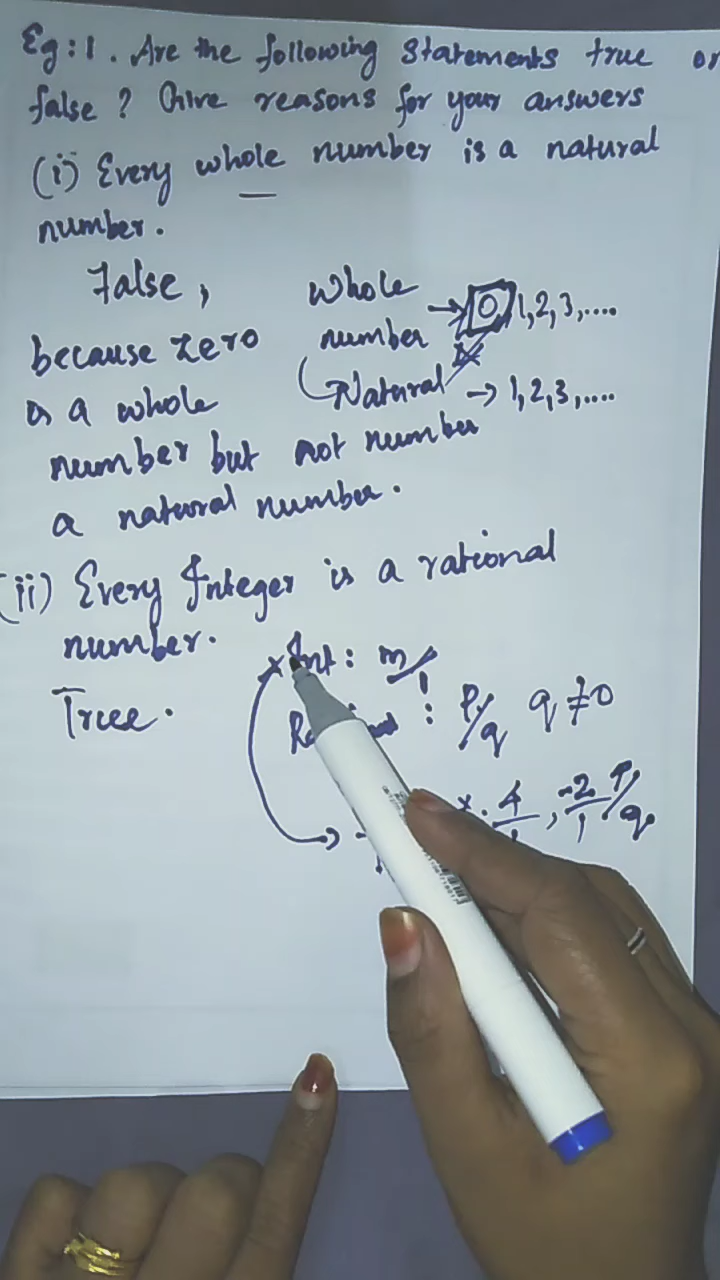 Eg:1. Are the following statements true or
false ? Give reasons for your answers
(i) Every whole number is a natural
number.
False,
because zero
is a whole
number but not
a natural number.
Whole
number → 0 1,2,3,....
Natural → 1,2,3,....
number
(ii) Every Integer is a rational
number.
True.
Int : m/1
: p/q q≠0
4/ , -2/1 p/q